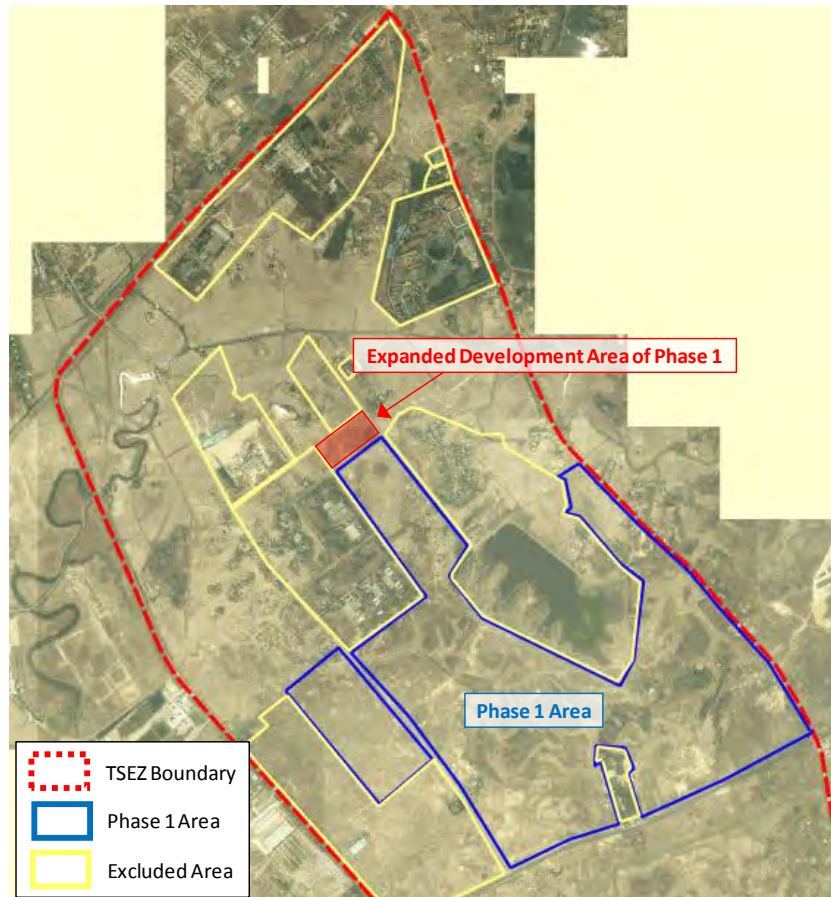 Expanded Development Area of Phase 1
Phase 1 Area
TSEZ Boundary
Phase 1 Area
Excluded Area